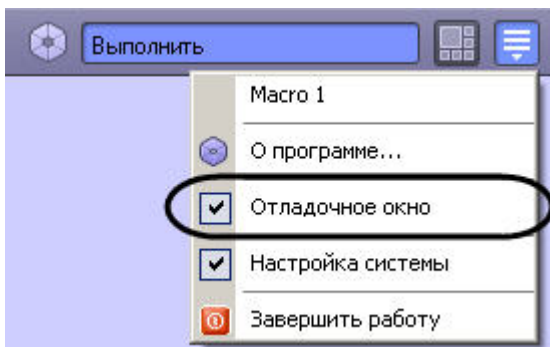 Выполнить
Macro 1
О программе...
Отладочное окно
Настройка системы
Завершить работу